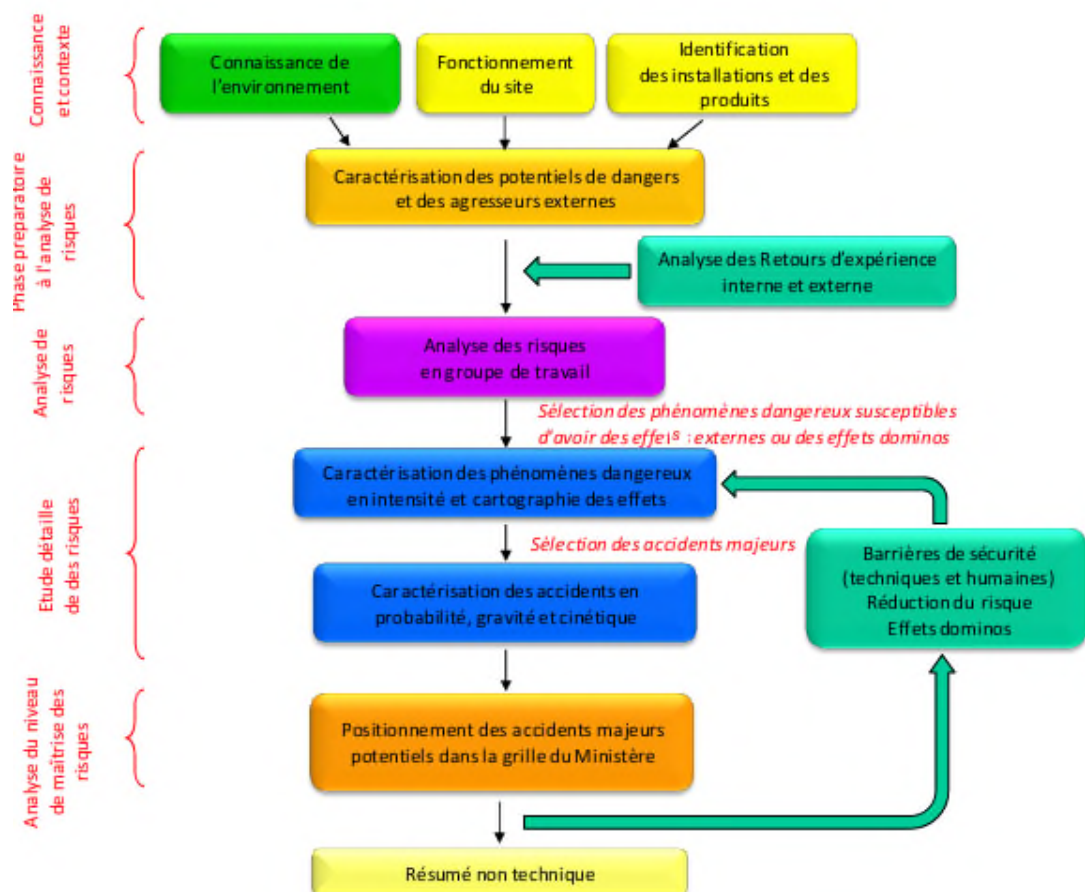 Connaissance
et contexte
Connaissance de
l'environnement
Fonctionnement
du site
Identification
des installations et des
produits
Phase preparatoire
à l'analyse de
risques
Caractérisation des potentiels de dangers
et des agresseurs externes
Analyse des Retours d'expérience
interne et externe
Analyse de
risques
Analyse des risques
en groupe de travail
Sélection des phénomènes dangereux susceptibles
d'avoir des effets : externes ou des effets dominos
Etude détaille
de des risques
Caractérisation des phénomènes dangereux
en intensité et cartographie des effets
Sélection des accidents majeurs
Caractérisation des accidents en
probabilité, gravité et cinétique
Barrières de sécurité
(techniques et humaines)
Réduction du risque
Effets dominos
Analyse du niveau
de maîtrise des
risques
Positionnement des accidents majeurs
potentiels dans la grille du Ministère
Résumé non technique